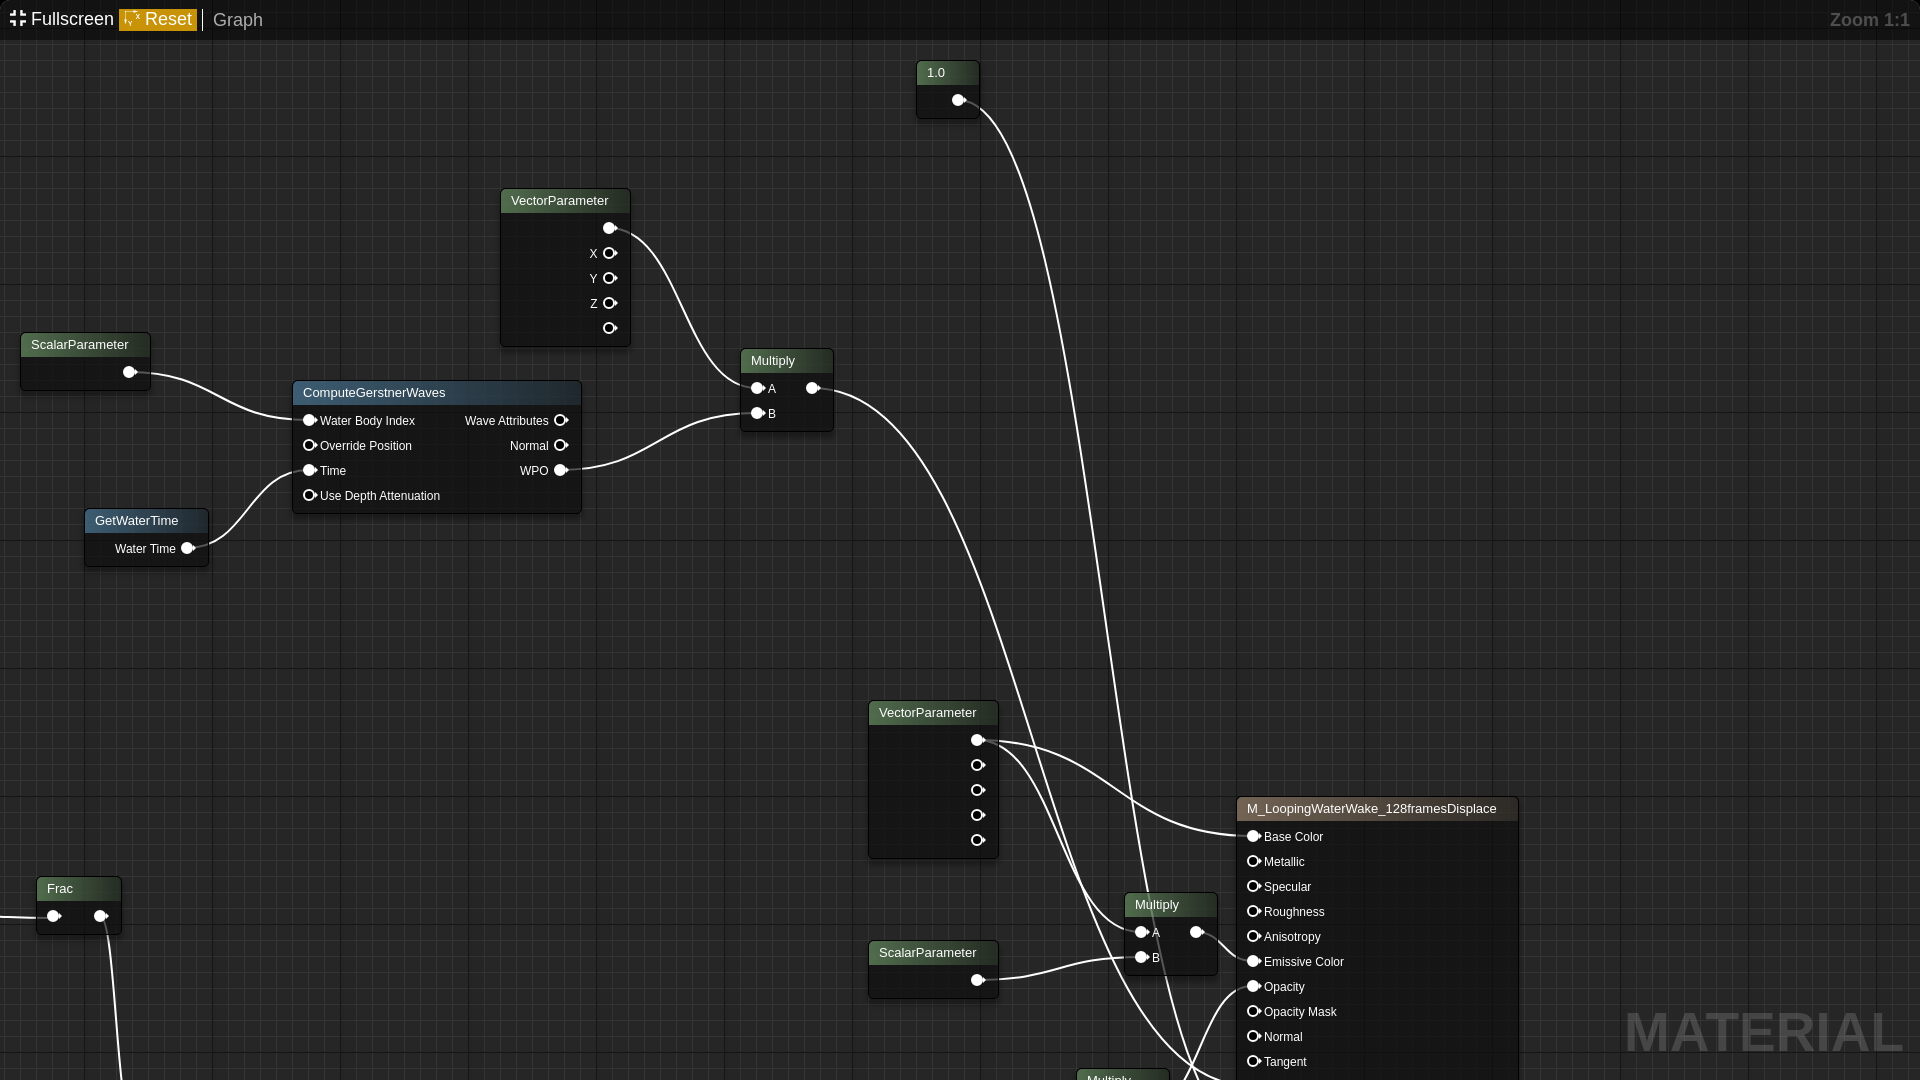 Fullscreen Reset Graph Zoom 1:1
1.0
VectorParameter
X
Y
Z
ScalarParameter
Multiply
A
B
ComputeGerstnerWaves
Water Body Index Wave Attributes
Override Position Normal
Time WPO
Use Depth Attenuation
GetWaterTime
Water Time
VectorParameter
M_LoopingWaterWake_128framesDisplace
Base Color
Metallic
Specular
Roughness
Anisotropy
Emissive Color
Opacity
Opacity Mask
Normal
Tangent
Frac
Multiply
A
B
ScalarParameter
Multiply
MATERIAL